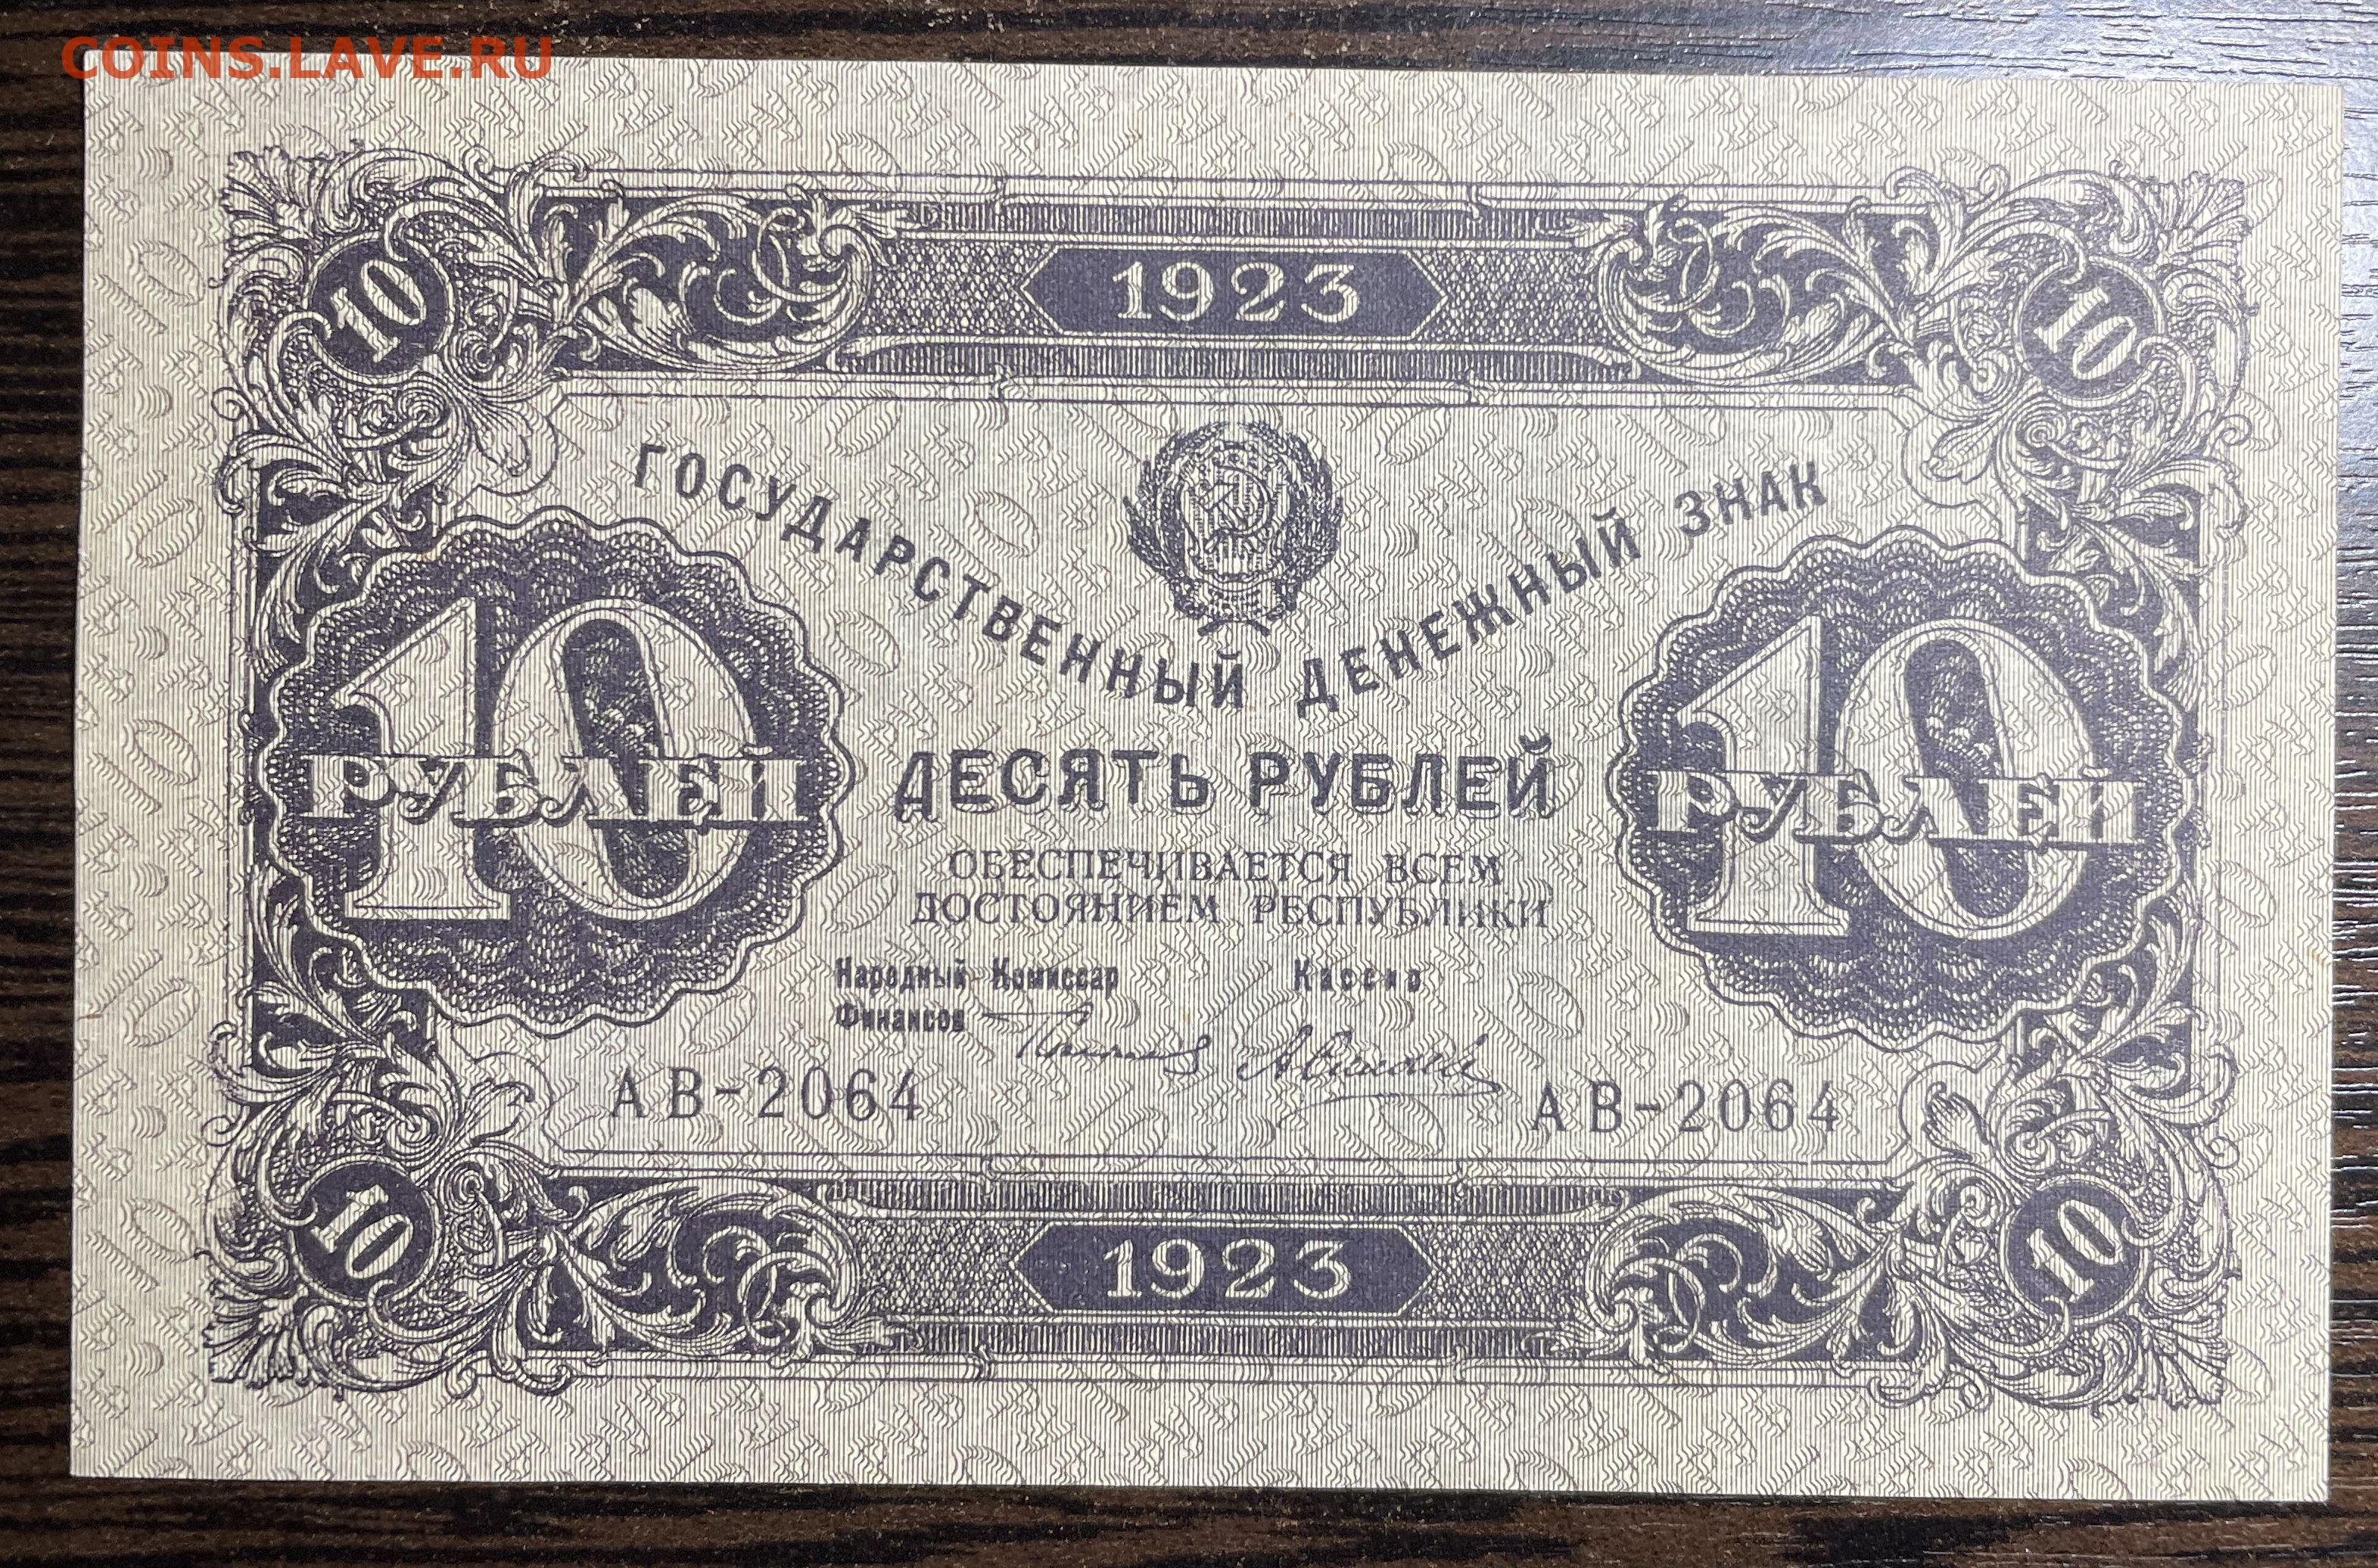 COINS.LAVE.RU
10 1923 10
ГОСУДАРСТВЕННЫЙ ДЕНЕЖНЫЙ ЗНАК
10 РУБЛЕЙ
ДЕСЯТЬ РУБЛЕЙ
10 РУБЛЕЙ
ОБЕСПЕЧИВАЕТСЯ ВСЕМ
ДОСТОЯНИЕМ РЕСПУБЛИКИ
Народный Комиссар
Финансов
Кассир
АВ-2064 АВ-2064
10 1923 10